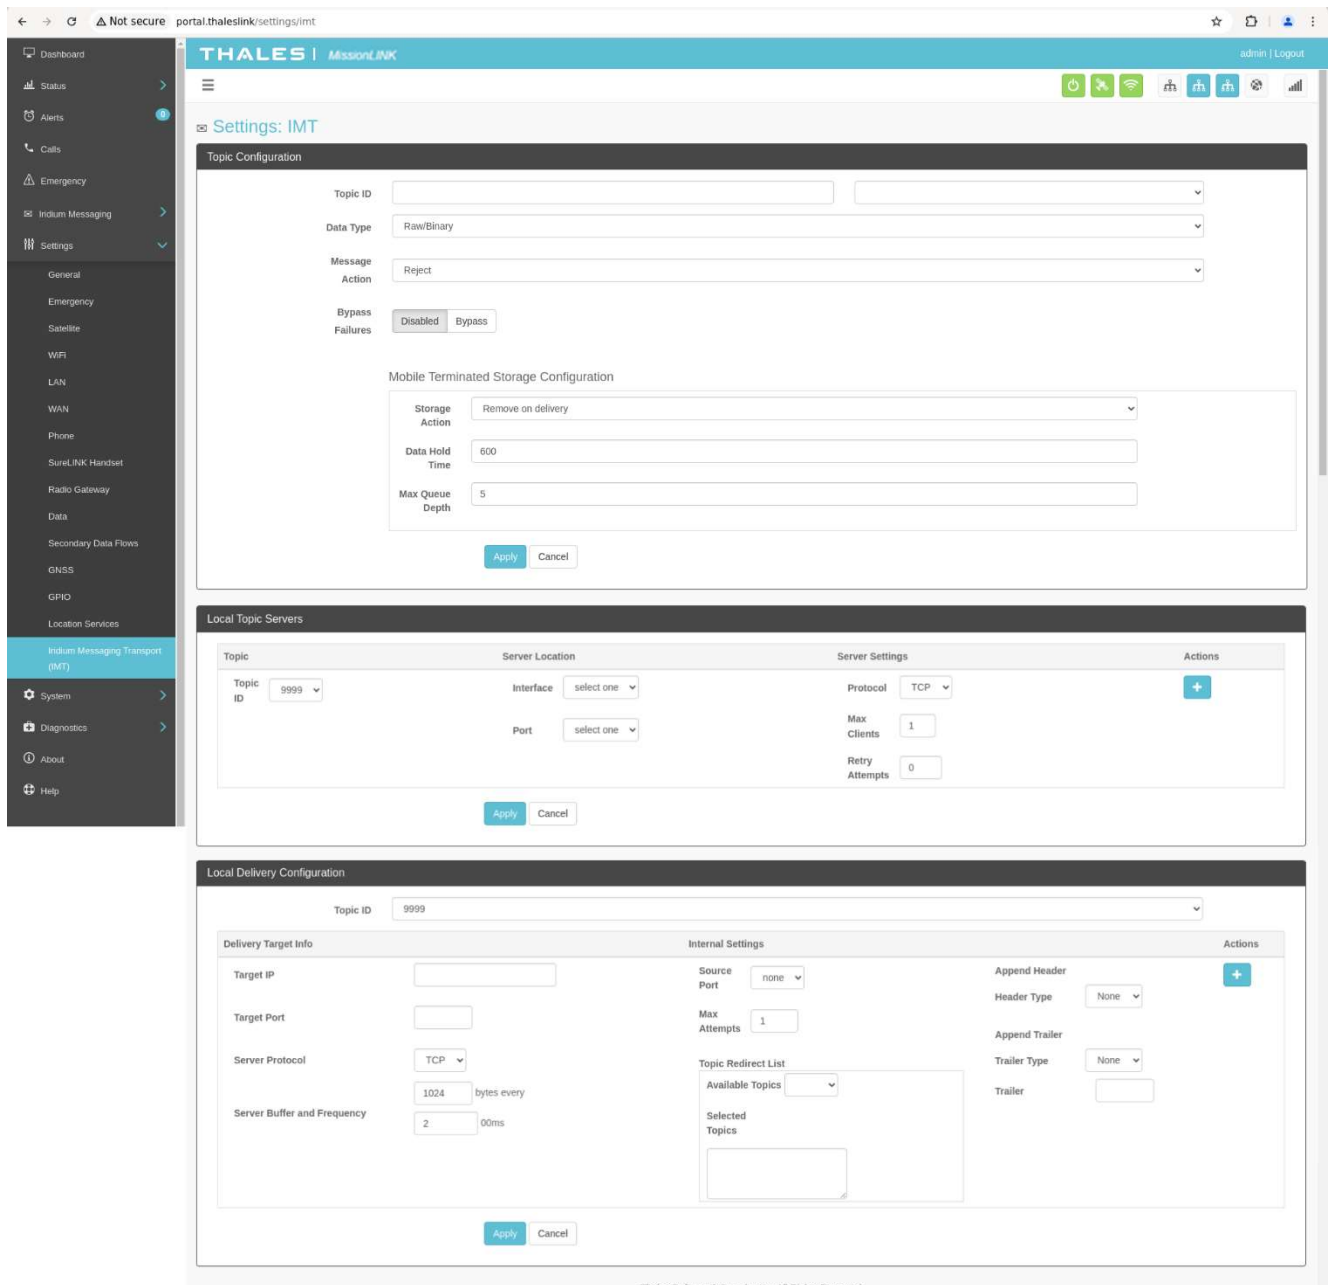 Not secure portal.thaleslink/settings/imt
THALES | MissionLINK
admin | Logout
Dashboard
Status
Alerts 0
Calls
Emergency
Iridium Messaging
Settings
General
Emergency
Satellite
WiFi
LAN
WAN
Phone
SureLINK Handset
Radio Gateway
Data
Secondary Data Flows
GNSS
GPIO
Location Services
Iridium Messaging Transport
(IMT)
System
Diagnostics
About
Help
Settings: IMT
Topic Configuration
Topic ID
Data Type Raw/Binary
Message
Action
Reject
Bypass
Failures
Disabled Bypass
Mobile Terminated Storage Configuration
Storage
Action
Remove on delivery
Data Hold
Time
600
Max Queue
Depth
5
Apply Cancel
Local Topic Servers
Topic Server Location Server Settings Actions
Topic
ID
9999
Interface select one
Port select one
Protocol TCP
Max
Clients
1
Retry
Attempts
0
+
Apply Cancel
Local Delivery Configuration
Topic ID 9999
Delivery Target Info Internal Settings Actions
Target IP
Target Port
Server Protocol TCP
Server Buffer and Frequency
1024 bytes every
2 00ms
Source
Port
none
Max
Attempts
1
Topic Redirect List
Available Topics
Selected
Topics
Append Header
Header Type None
Append Trailer
Trailer Type None
Trailer
+
Apply Cancel